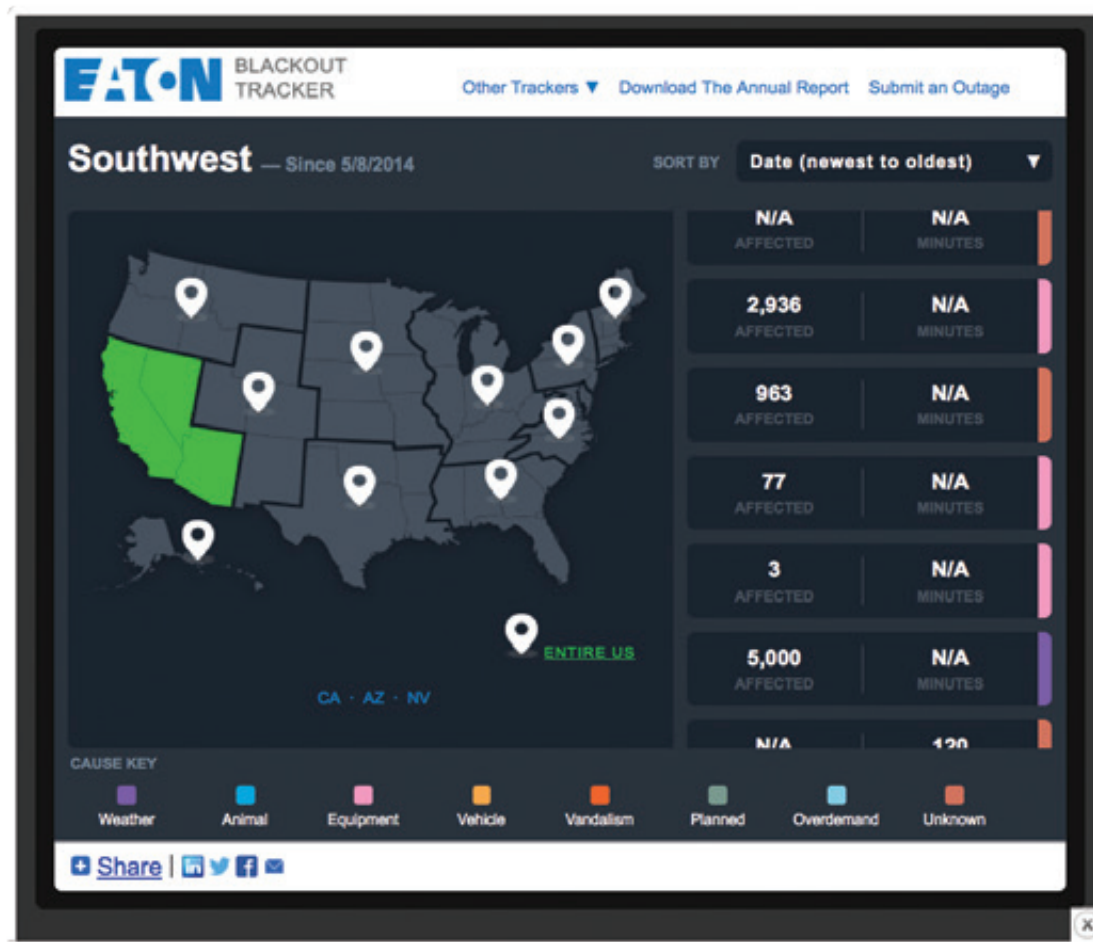 EATON
BLACKOUT
TRACKER
Other Trackers ▼ Download The Annual Report Submit an Outage
Southwest — Since 5/8/2014
SORT BY Date (newest to oldest) ▼
N/A N/A
AFFECTED MINUTES
2,936 N/A
AFFECTED MINUTES
963 N/A
AFFECTED MINUTES
77 N/A
AFFECTED MINUTES
3 N/A
AFFECTED MINUTES
5,000 N/A
AFFECTED MINUTES
N/A 120
ENTIRE US
CA · AZ · NV
CAUSE KEY
Weather Animal Equipment Vehicle Vandalism Planned Overdemand Unknown
Share |